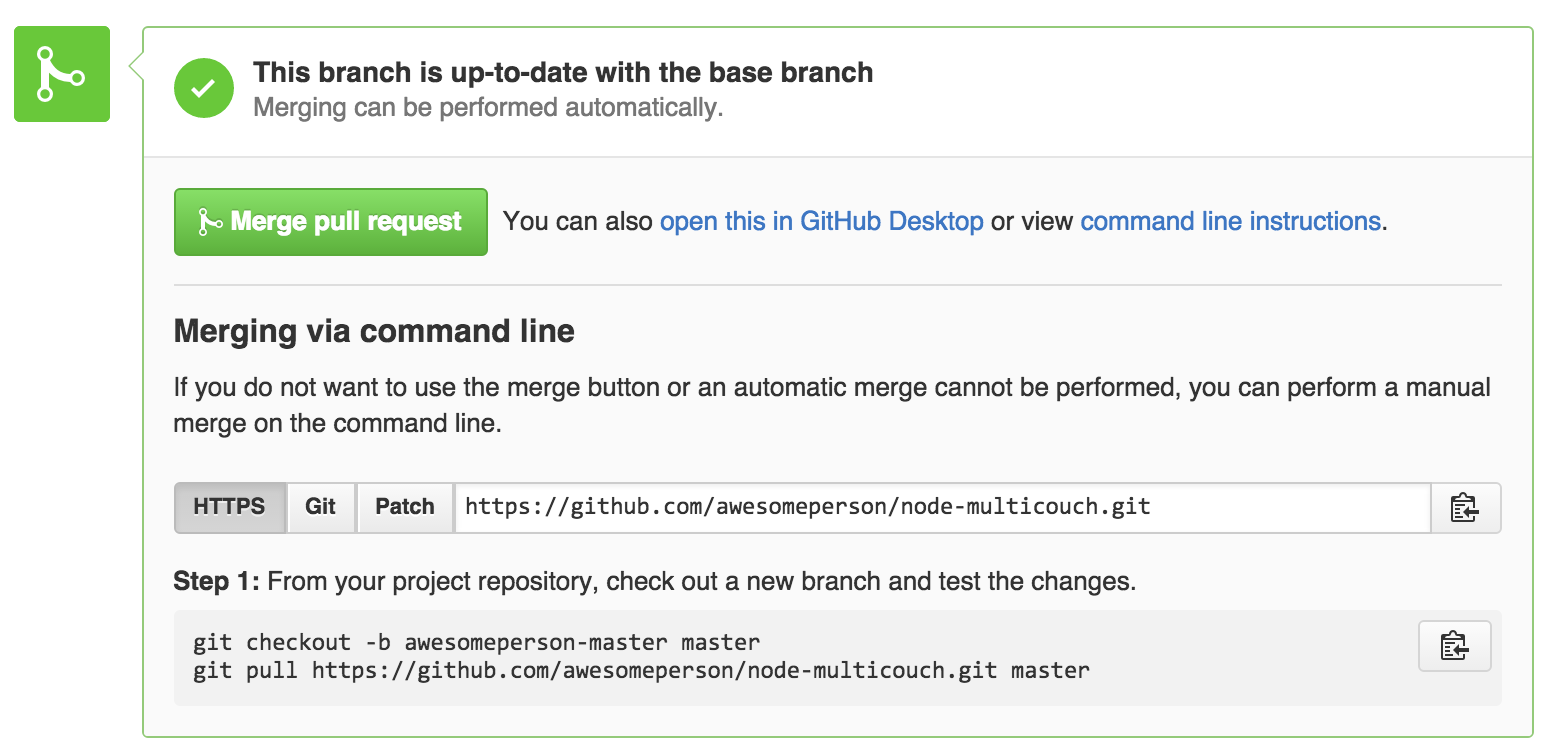 This branch is up-to-date with the base branch
Merging can be performed automatically.
Merge pull request You can also open this in GitHub Desktop or view command line instructions.
Merging via command line
If you do not want to use the merge button or an automatic merge cannot be performed, you can perform a manual
merge on the command line.
HTTPS Git Patch https://github.com/awesomeperson/node-multicouch.git
Step 1: From your project repository, check out a new branch and test the changes.
git checkout -b awesomeperson-master master
git pull https://github.com/awesomeperson/node-multicouch.git master